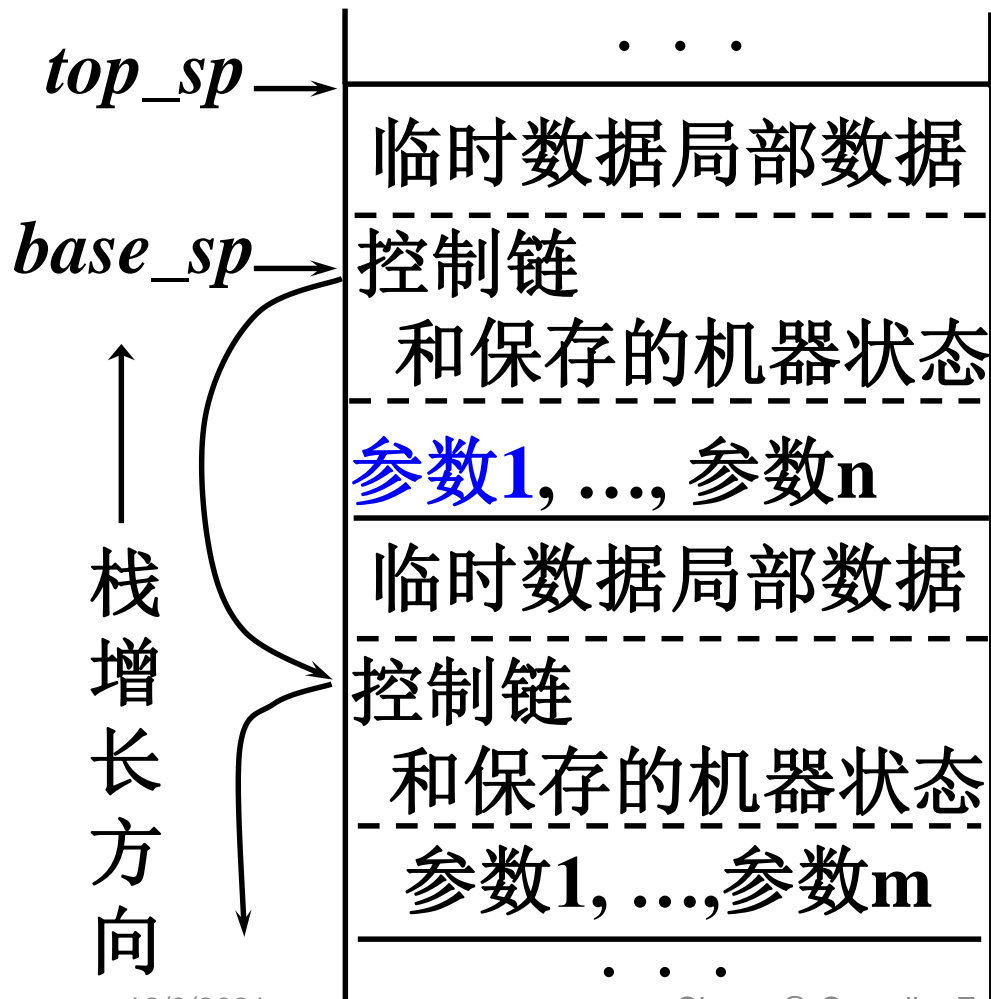 . . .
top_sp
临时数据局部数据
base_sp
控制链
和保存的机器状态
参数1, …, 参数n
临时数据局部数据
控制链
和保存的机器状态
参数1, …,参数m
. . .
栈增长方向